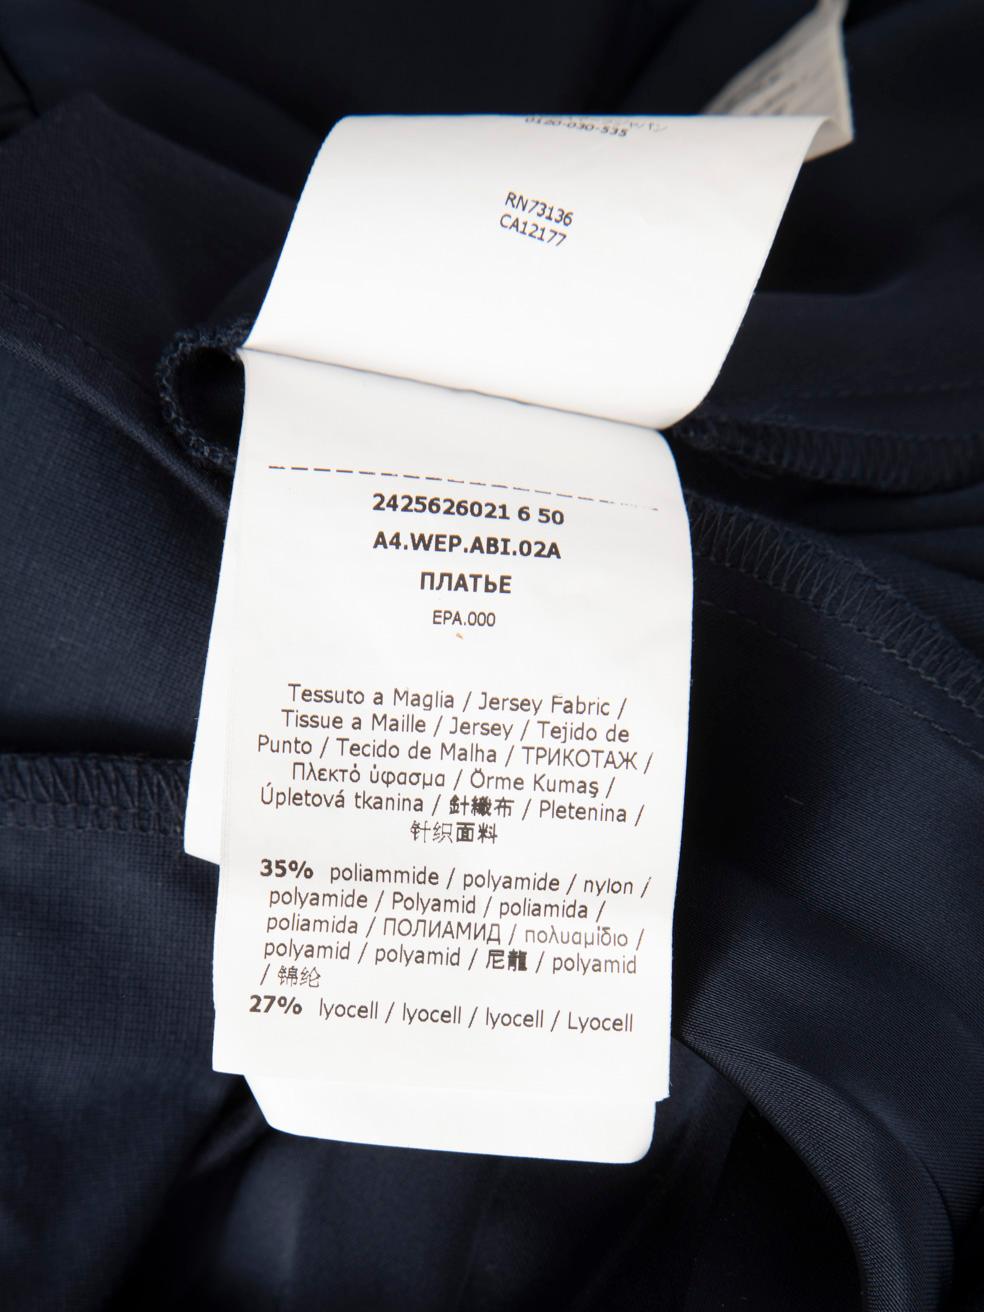 0120-030-535
RN73136
CA12177
2425626021 6 50
A4.WEP.ABI.02A
ПЛАТЬЕ
EPA.000
Tessuto a Maglia / Jersey Fabric /
Tissue a Maille / Jersey / Tejido de
Punto / Tecido de Malha / ТРИКОТАЖ /
Πλεκτό ύφασμα / Örme Kumaş /
Úpletová tkanina / 針織布 / Pletenina /
针织面料
35% poliammide / polyamide / nylon /
polyamide / Polyamid / poliamida /
poliamida / ПОЛИАМИД / πολυαμίδιο /
polyamid / polyamid / 尼龍 / polyamid
/ 锦纶
27% lyocell / lyocell / lyocell / Lyocell